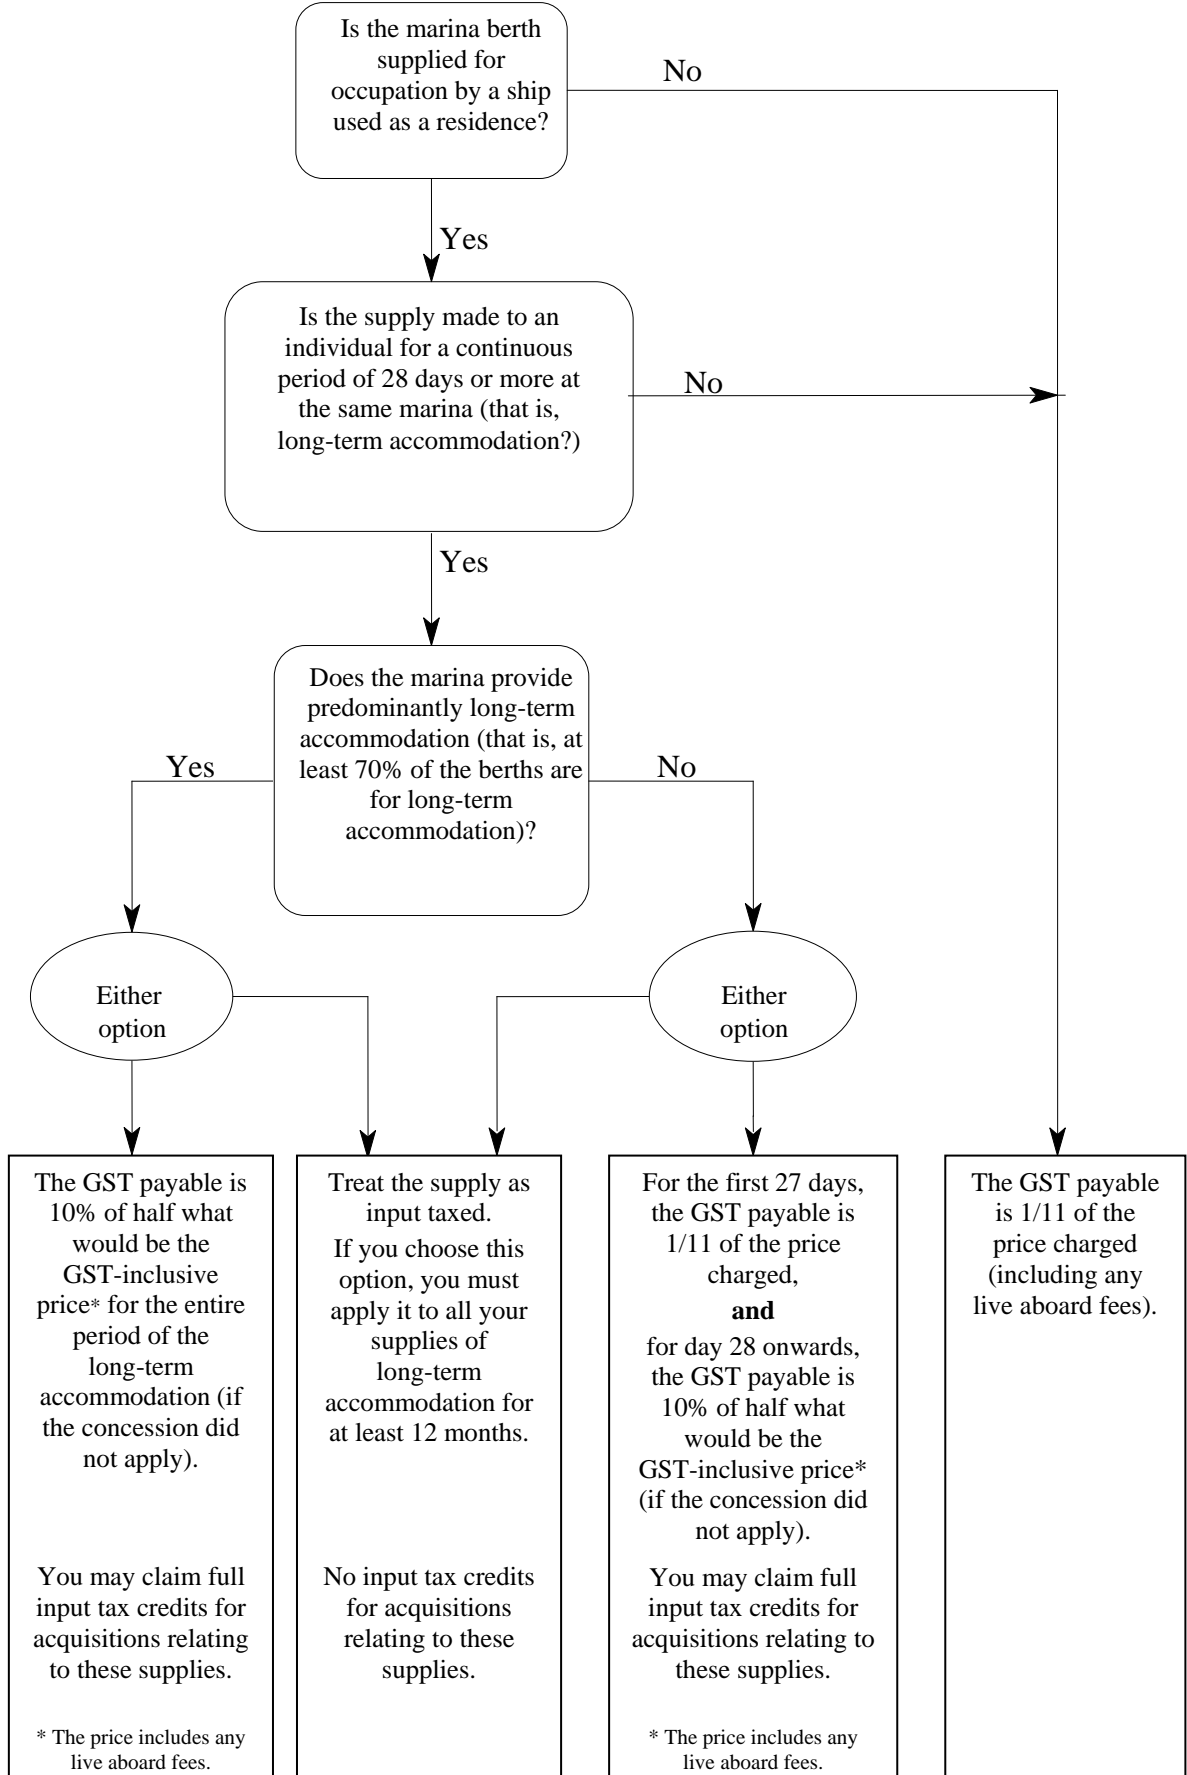 Is the marina berth
supplied for
occupation by a ship
used as a residence?
No
Yes
Is the supply made to an
individual for a continuous
period of 28 days or more at
the same marina (that is,
long-term accommodation?)
No
Yes
Does the marina provide
predominantly long-term
accommodation (that is, at
least 70% of the berths are
for long-term
accommodation)?
Yes
No
Either
option
Either
option
The GST payable is
10% of half what
would be the
GST-inclusive
price* for the entire
period of the
long-term
accommodation (if
the concession did
not apply).
You may claim full
input tax credits for
acquisitions relating
to these supplies.
* The price includes any
live aboard fees.
Treat the supply as
input taxed.
If you choose this
option, you must
apply it to all your
supplies of
long-term
accommodation for
at least 12 months.
No input tax credits
for acquisitions
relating to these
supplies.
For the first 27 days,
the GST payable is
1/11 of the price
charged,
and
for day 28 onwards,
the GST payable is
10% of half what
would be the
GST-inclusive price*
(if the concession did
not apply).
You may claim full
input tax credits for
acquisitions relating to
these supplies.
* The price includes any
live aboard fees.
The GST payable
is 1/11 of the
price charged
(including any
live aboard fees).